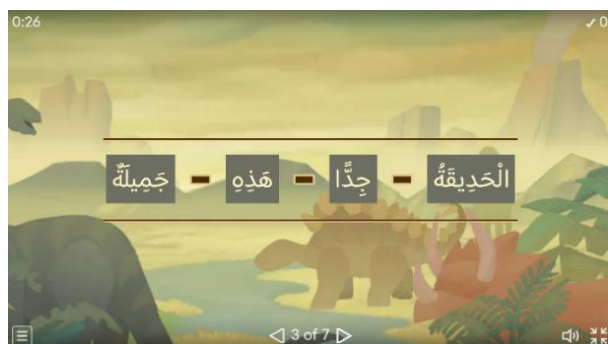 0:26 ✓ 0
الْحَدِيقَةُ - جِدًّا - هَذِهِ - جَمِيلَةٌ
3 of 7